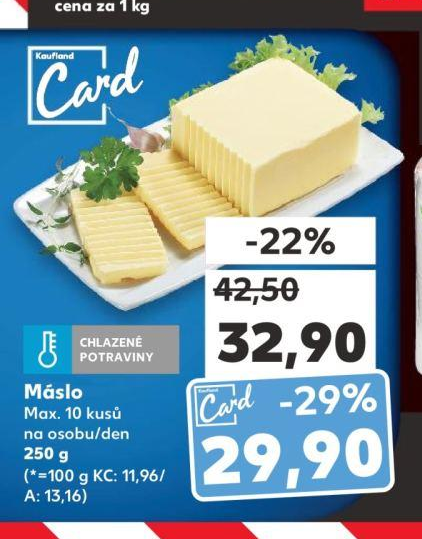 cena za 1 kg
Kaufland
Card
-22%
42,50
32,90
CHLAZENÉ
POTRAVINY
Máslo
Max. 10 kusů
na osobu/den
250 g
(*=100 g KC: 11,96/
A: 13,16)
Kaufland
Card
-29%
29,90